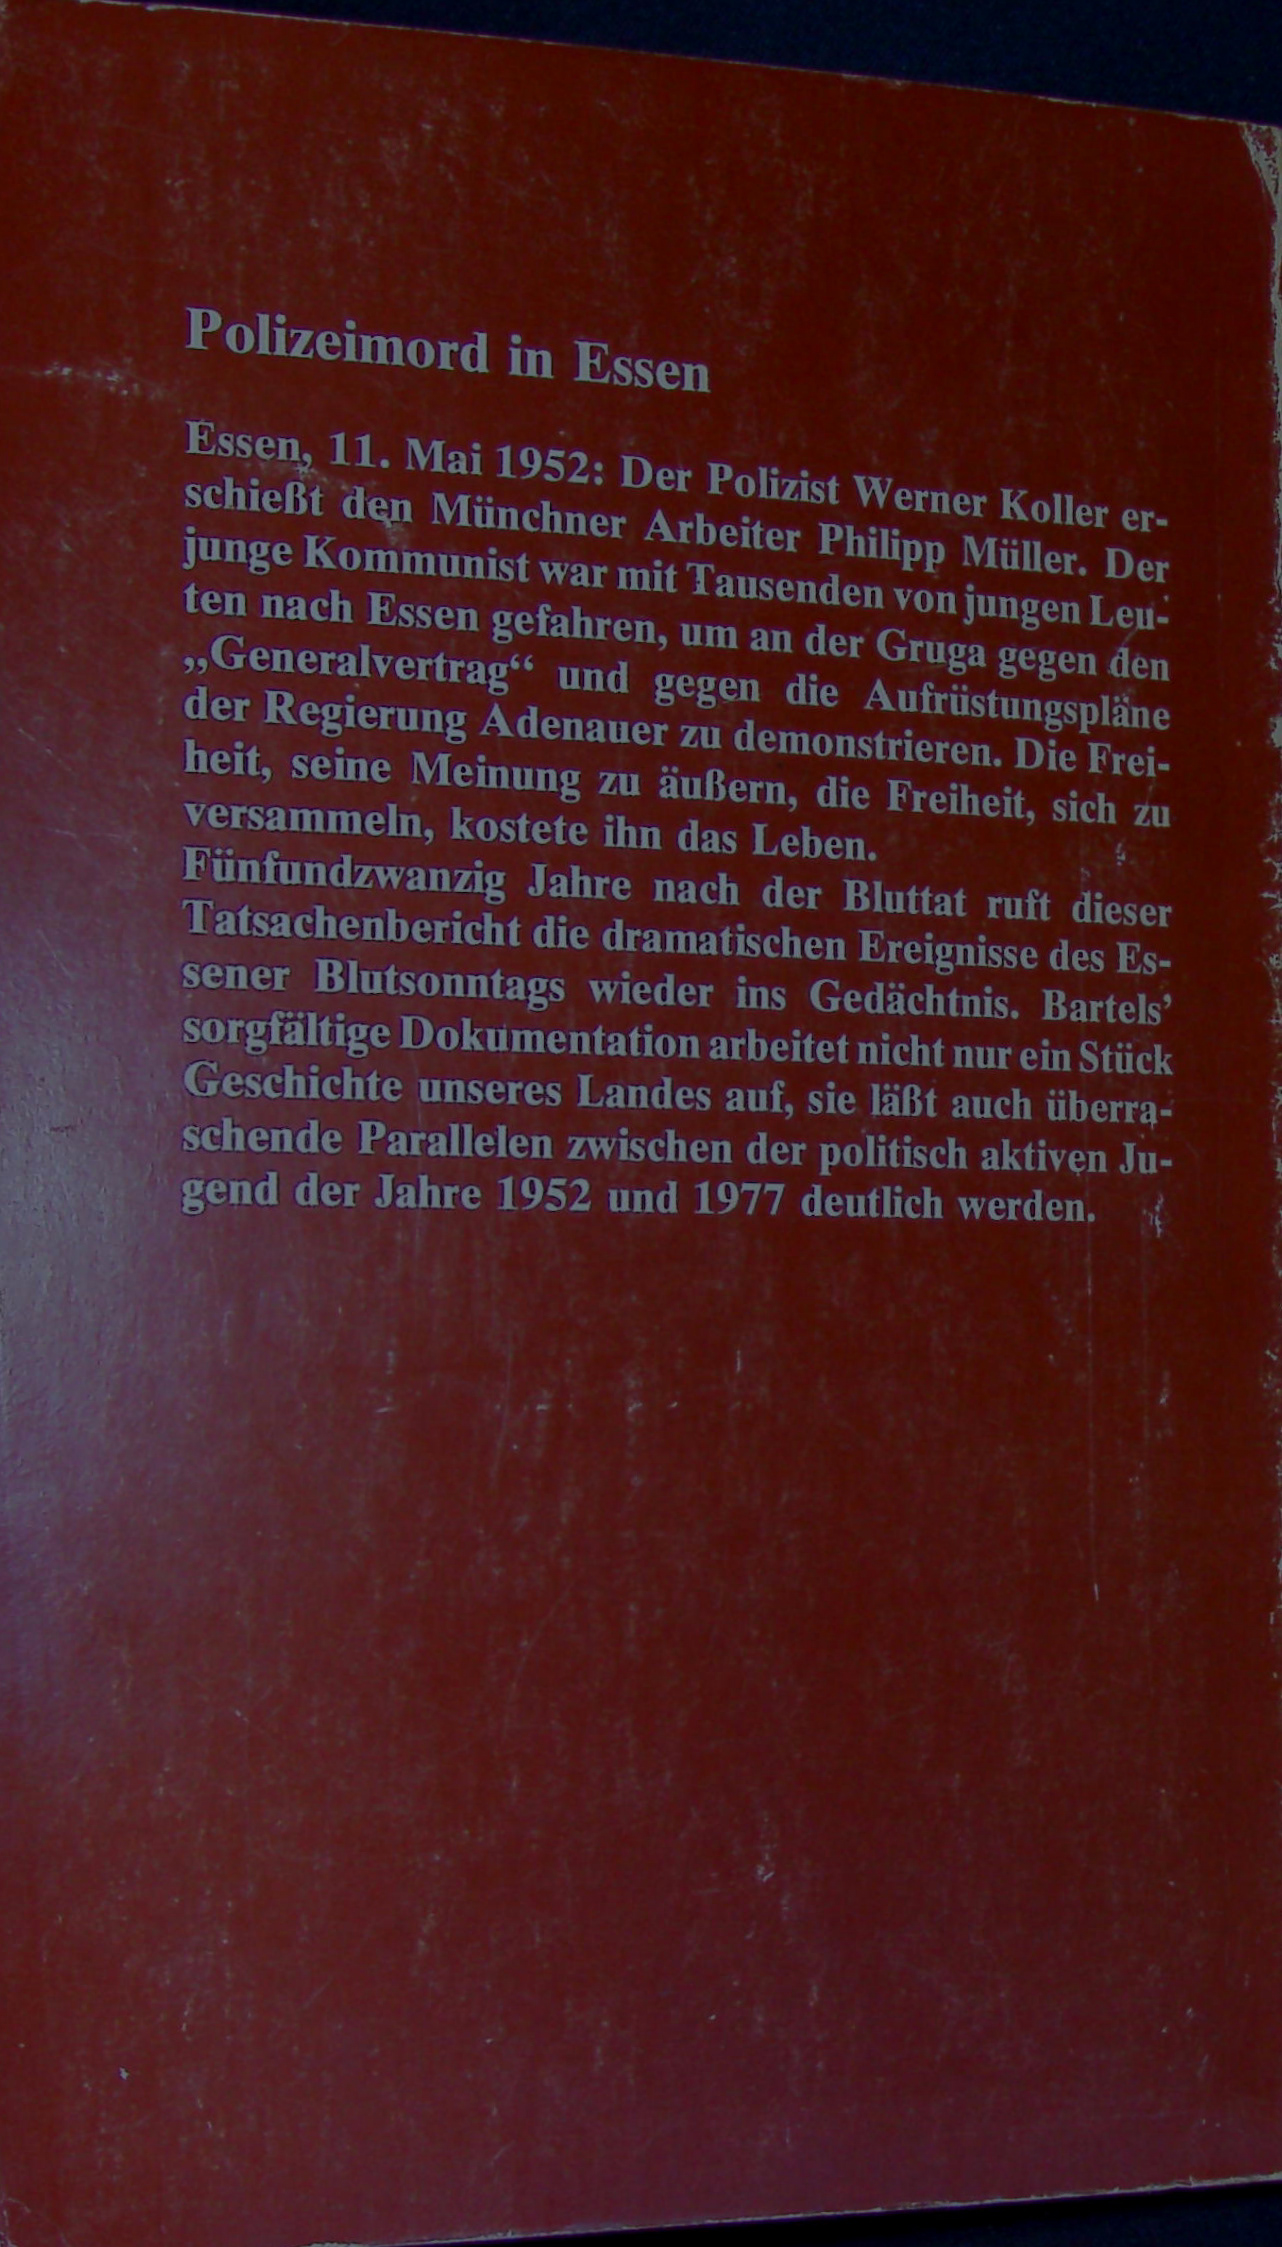 Polizeimord in Essen
Essen, 11. Mai 1952: Der Polizist Werner Koller er-
schießt den Münchner Arbeiter Philipp Müller. Der
junge Kommunist war mit Tausenden von jungen Leu-
ten nach Essen gefahren, um an der Gruga gegen den
„Generalvertrag“ und gegen die Aufrüstungspläne
der Regierung Adenauer zu demonstrieren. Die Frei-
heit, seine Meinung zu äußern, die Freiheit, sich zu
versammeln, kostete ihn das Leben.
Fünfundzwanzig Jahre nach der Bluttat ruft dieser
Tatsachenbericht die dramatischen Ereignisse des Es-
sener Blutsonntags wieder ins Gedächtnis. Bartels’
sorgfältige Dokumentation arbeitet nicht nur ein Stück
Geschichte unseres Landes auf, sie läßt auch überra-
schende Parallelen zwischen der politisch aktiven Ju-
gend der Jahre 1952 und 1977 deutlich werden.